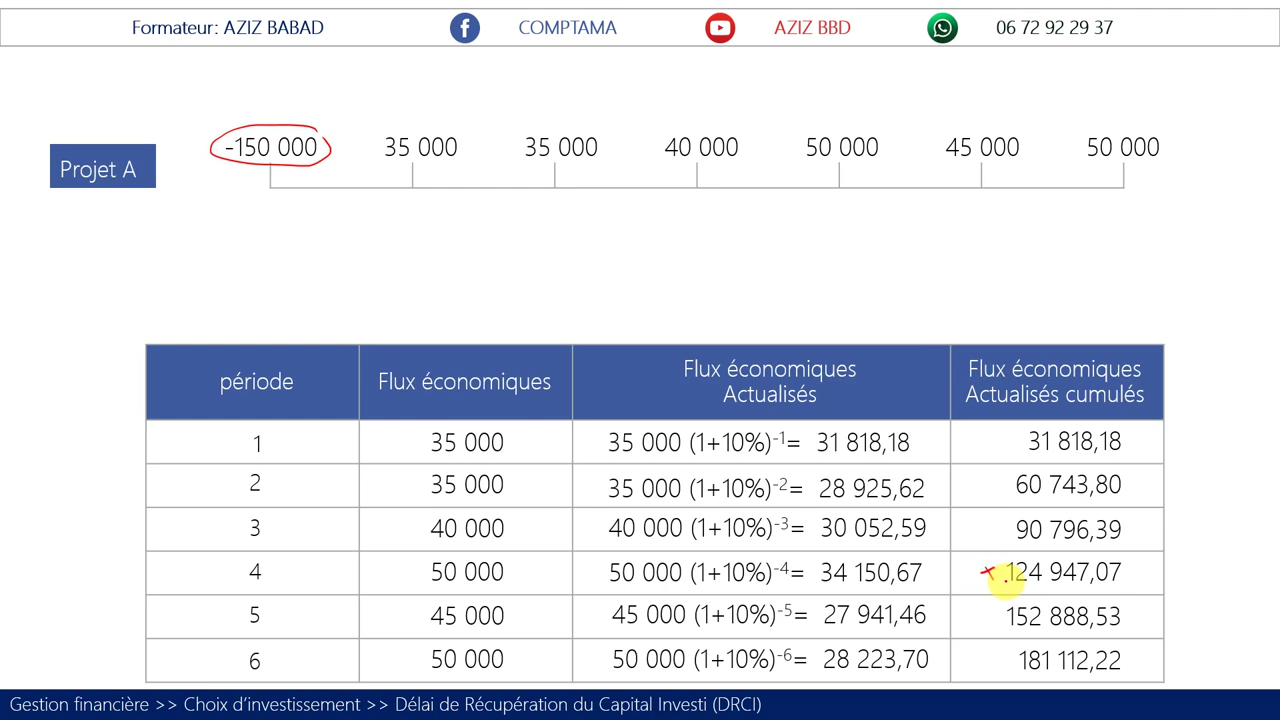 Formateur: AZIZ BABAD COMPTAMA AZIZ BBD 06 72 92 29 37
-150 000 35 000 35 000 40 000 50 000 45 000 50 000
Projet A
période Flux économiques Flux économiques Actualisés Flux économiques Actualisés cumulés
1 35 000 35 000 (1+10%)⁻¹= 31 818,18 31 818,18
2 35 000 35 000 (1+10%)⁻²= 28 925,62 60 743,80
3 40 000 40 000 (1+10%)⁻³= 30 052,59 90 796,39
4 50 000 50 000 (1+10%)⁻⁴= 34 150,67 124 947,07
5 45 000 45 000 (1+10%)⁻⁵= 27 941,46 152 888,53
6 50 000 50 000 (1+10%)⁻⁶= 28 223,70 181 112,22
Gestion financière >> Choix d’investissement >> Délai de Récupération du Capital Investi (DRCI)